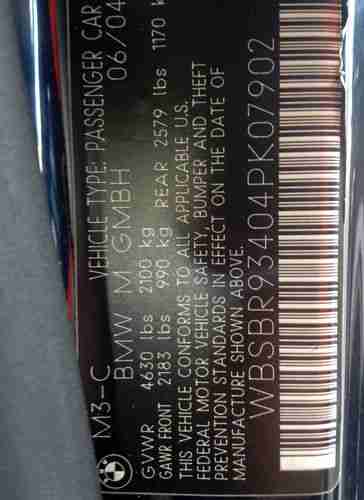 M3-C VEHICLE TYPE: PASSENGER CAR
BMW M GMBH 06/04
GVWR 4630 lbs 2100 kg
GAWR FRONT 2183 lbs 990 kg REAR 2579 lbs 1170 k
THIS VEHICLE CONFORMS TO ALL APPLICABLE U.S.
FEDERAL MOTOR VEHICLE SAFETY, BUMPER AND THEFT
PREVENTION STANDARDS IN EFFECT ON THE DATE OF
MANUFACTURE SHOWN ABOVE.
WBSBR93404PK07902